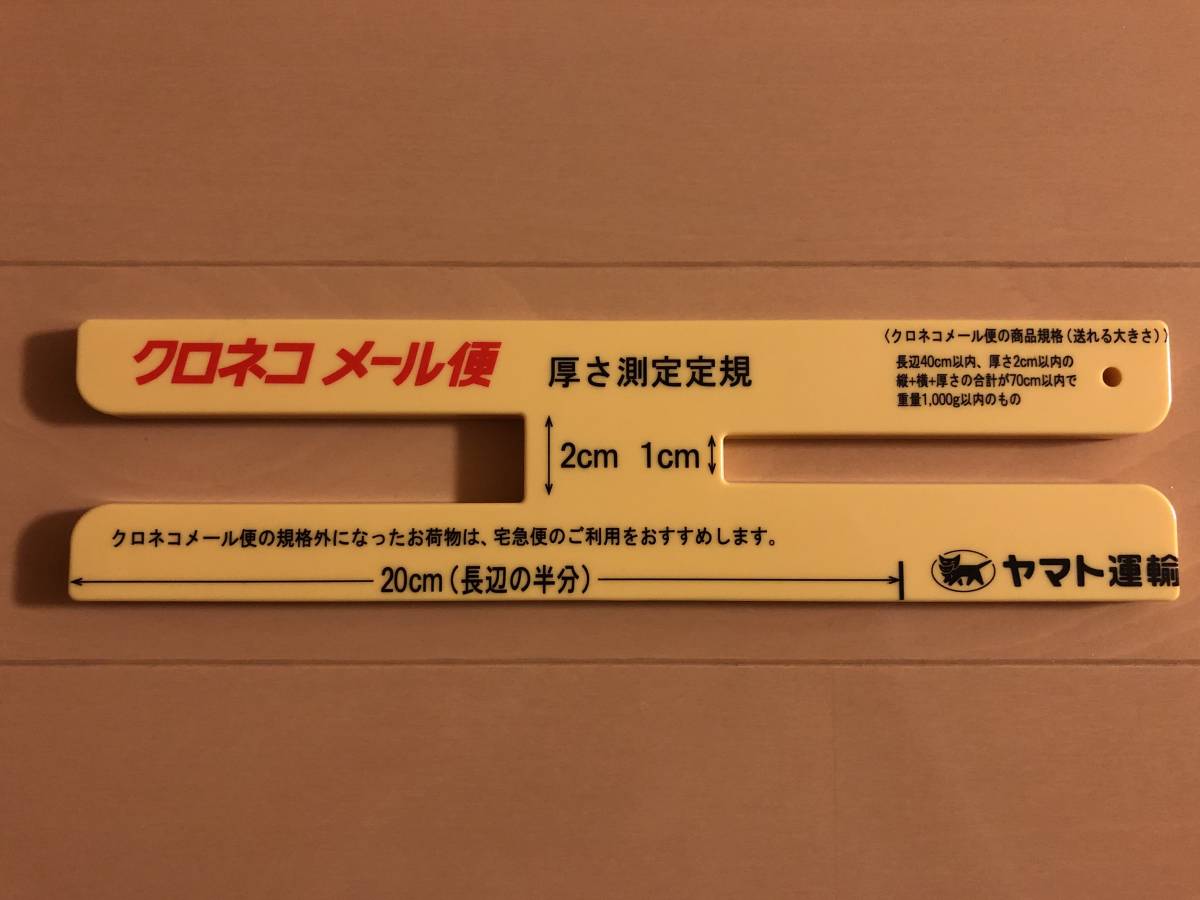 クロネコ メール便
厚さ測定定規
(クロネコメール便の商品規格(送れる大きさ))
長辺40cm以内、厚さ2cm以内の
縦+横+厚さの合計が70cm以内で
重量1,000g以内のもの
2cm 1cm
クロネコメール便の規格外になったお荷物は、宅急便のご利用をおすすめします。
20cm(長辺の半分)
ヤマト運輸